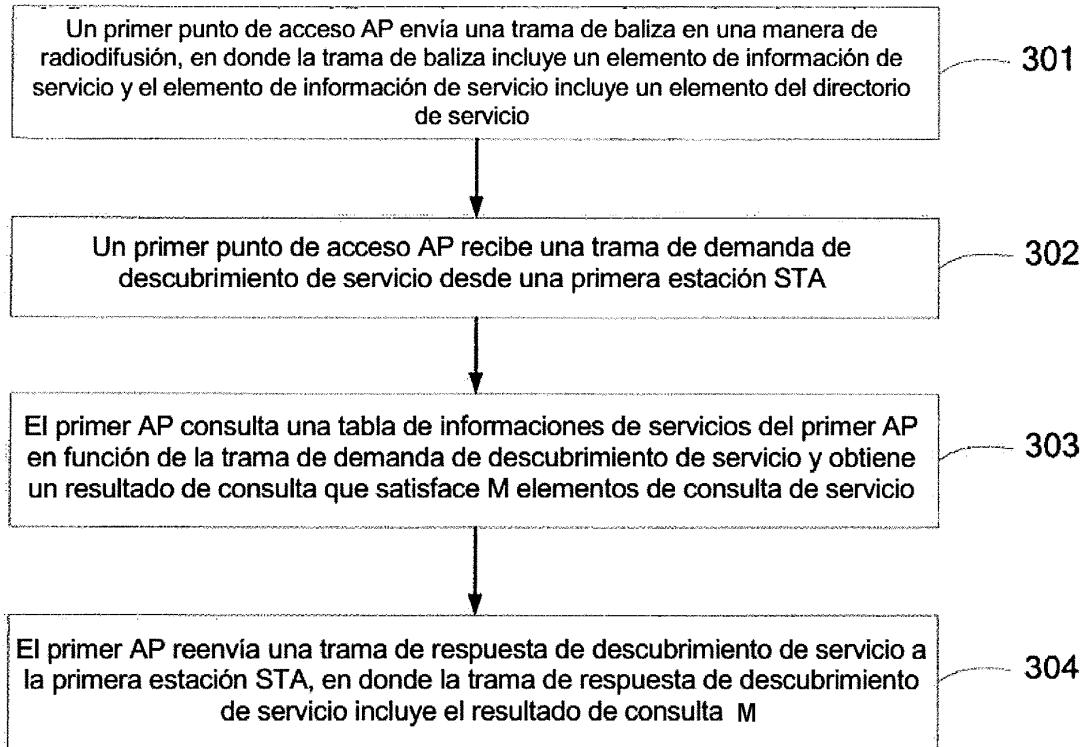 Un primer punto de acceso AP envía una trama de baliza en una manera de
radiodifusión, en donde la trama de baliza incluye un elemento de información de
servicio y el elemento de información de servicio incluye un elemento del directorio
de servicio
301
Un primer punto de acceso AP recibe una trama de demanda de
descubrimiento de servicio desde una primera estación STA
302
El primer AP consulta una tabla de informaciones de servicios del primer AP
en función de la trama de demanda de descubrimiento de servicio y obtiene
un resultado de consulta que satisface M elementos de consulta de servicio
303
El primer AP reenvía una trama de respuesta de descubrimiento de servicio a
la primera estación STA, en donde la trama de respuesta de descubrimiento
de servicio incluye el resultado de consulta M
304